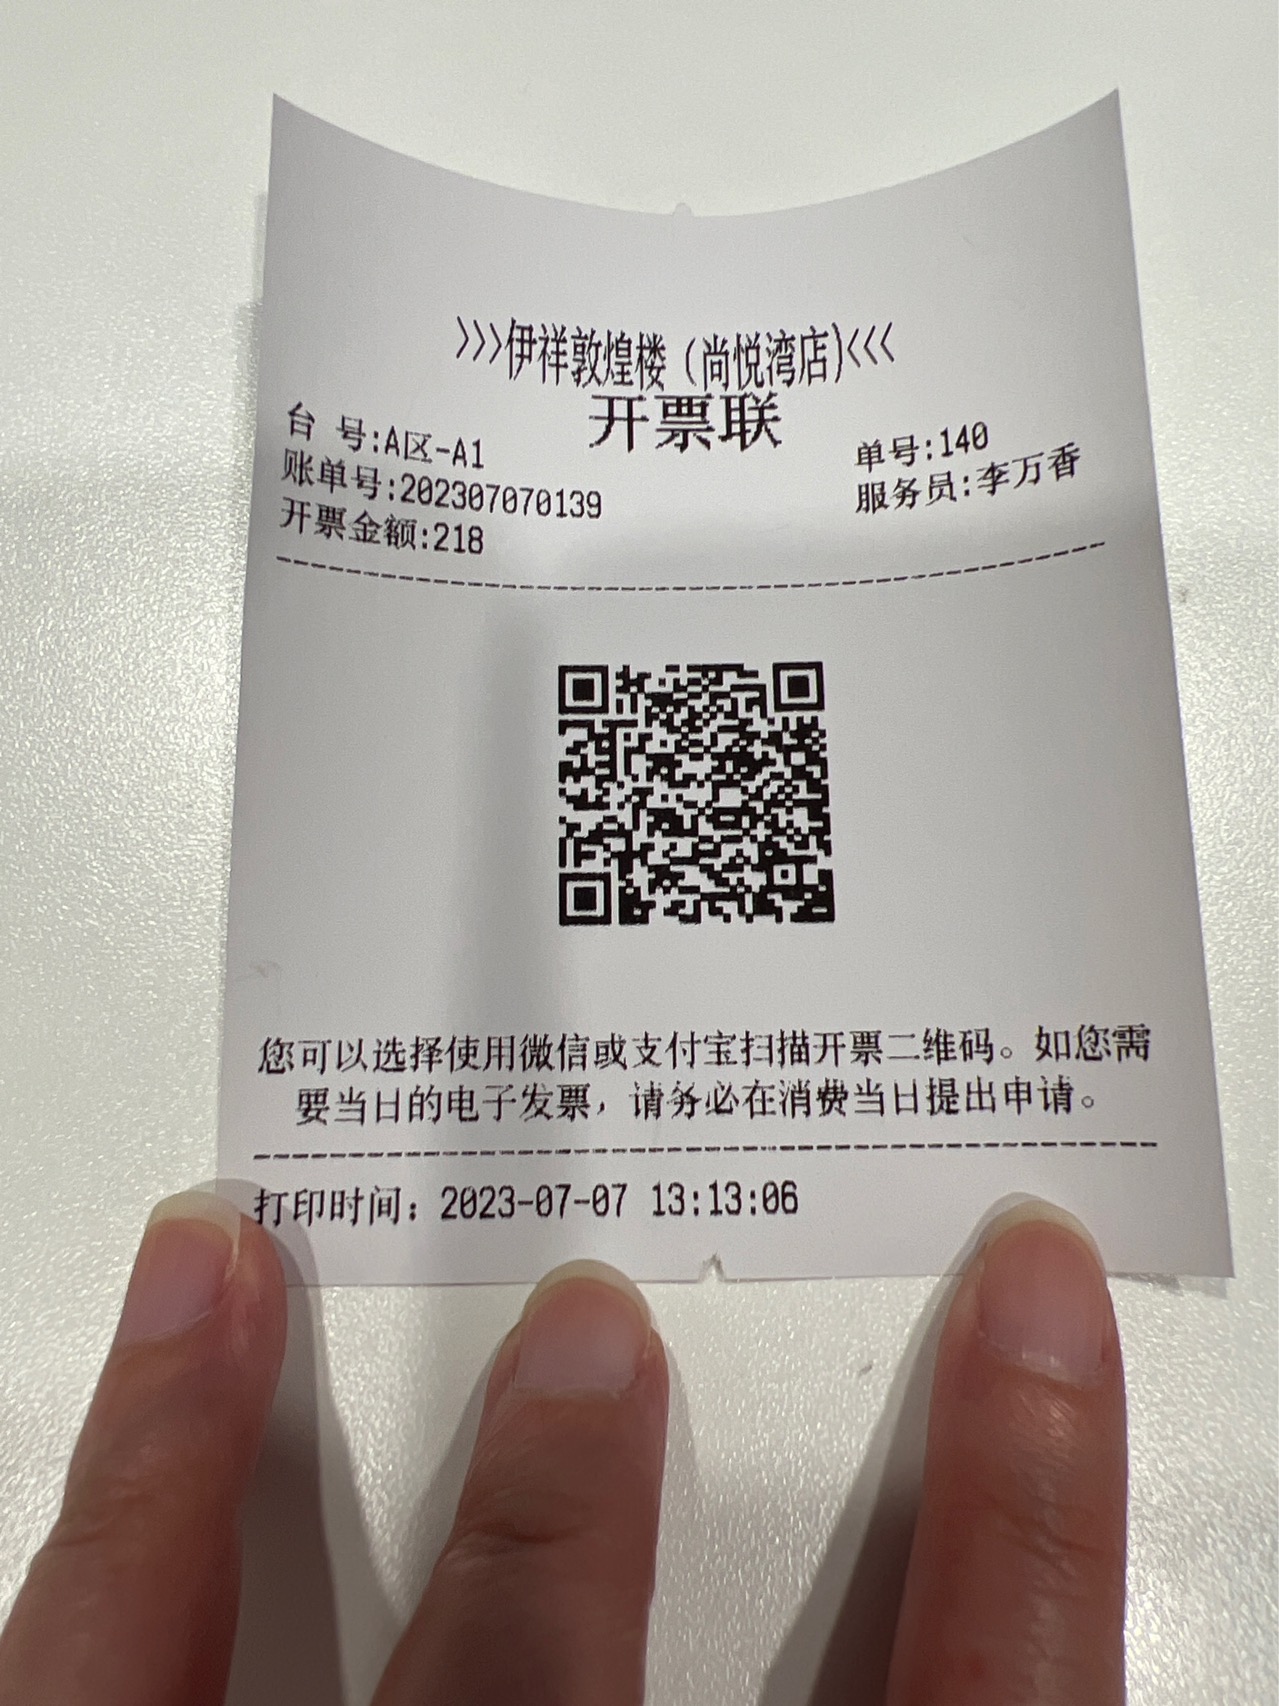 >>>伊祥敦煌楼（尚悦湾店)<<<
开票联
台 号:A区-A1 单号:140
账单号:202307070139 服务员:李万香
开票金额:218
您可以选择使用微信或支付宝扫描开票二维码。如您需
要当日的电子发票，请务必在消费当日提出申请。
打印时间：2023-07-07 13:13:06